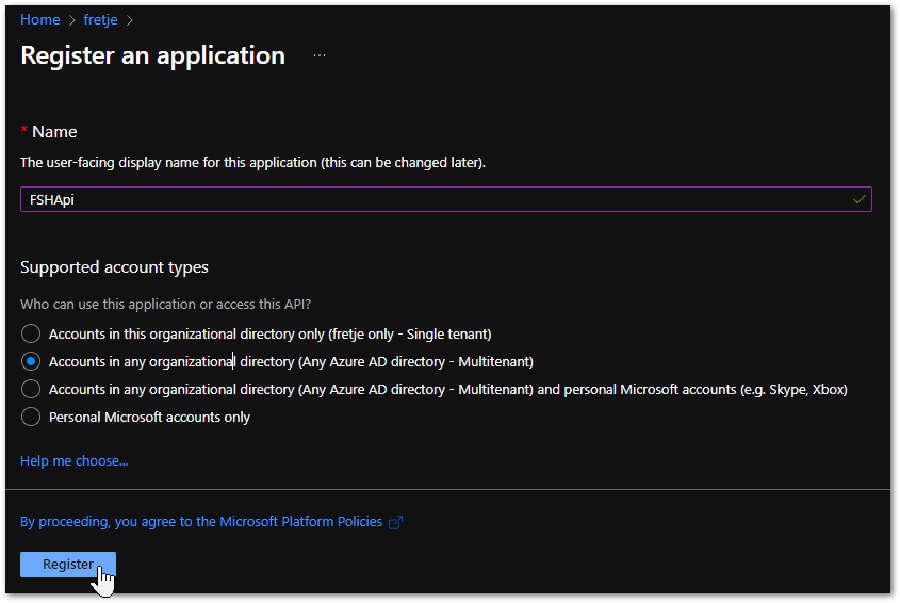 Home > fretje >
Register an application ...
* Name
The user-facing display name for this application (this can be changed later).
FSHApi
Supported account types
Who can use this application or access this API?
Accounts in this organizational directory only (fretje only - Single tenant)
Accounts in any organizational directory (Any Azure AD directory - Multitenant)
Accounts in any organizational directory (Any Azure AD directory - Multitenant) and personal Microsoft accounts (e.g. Skype, Xbox)
Personal Microsoft accounts only
Help me choose...
By proceeding, you agree to the Microsoft Platform Policies
Register